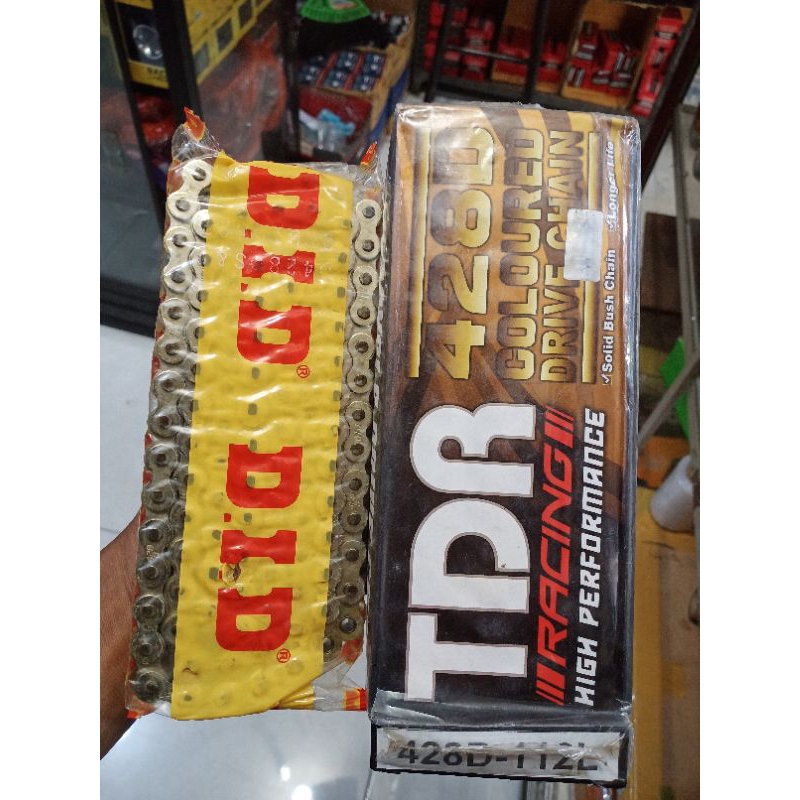 D.I.D®
D.I.D®
428D
COLOURED
DRIVE CHAIN
✓Solid Bush Chain ✓Longer Life
TDR
RACING
HIGH PERFORMANCE
428D-112L